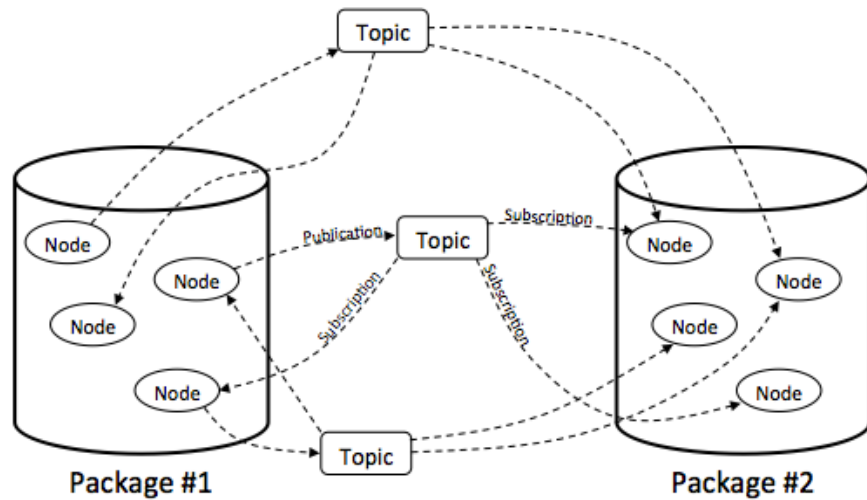 Topic
Node
Publication
Topic
Subscription
Node
Node
Node
Node
Subscription
Subscription
Node
Node
Node
Topic
Package #1
Package #2